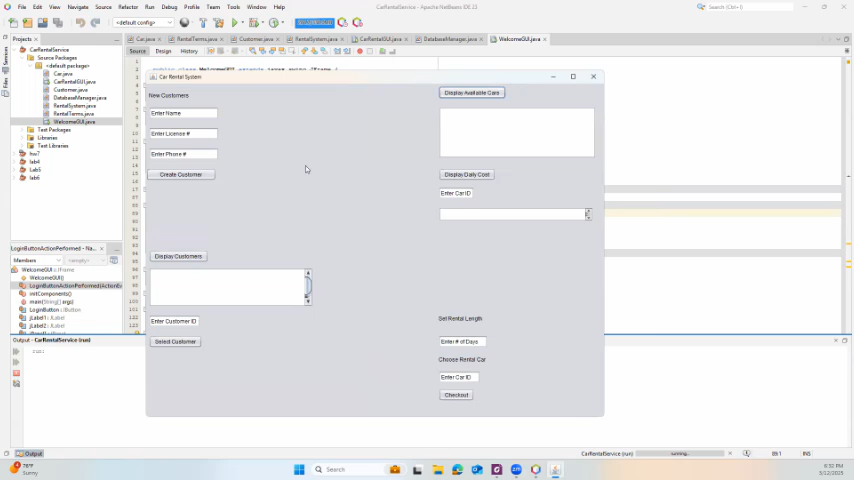 File Edit View Navigate Source Refactor Run Debug Profile Team Tools Window Help
CarRentalService - Apache NetBeans IDE 23
Search (Ctrl+I)
<default config>
Projects
Services
Files
Car.java
RentalTerms.java
Customer.java
RentalSystem.java
CarRentalGUI.java
DatabaseManager.java
WelcomeGUI.java
Source Design History
CarRentalService
Source Packages
<default package>
Car.java
CarRentalGUI.java
Customer.java
DatabaseManager.java
RentalSystem.java
RentalTerms.java
WelcomeGUI.java
Test Packages
Libraries
Test Libraries
hw7
lab4
Lab5
lab6
LoginButtonActionPerformed - Na...
Members
<empty>
WelcomeGUI :: JFrame
WelcomeGUI()
LoginButtonActionPerformed(ActionEv
initComponents()
main(String[] args)
LoginButton : JButton
jLabel1 : JLabel
jLabel2 : JLabel
Car Rental System
New Customers
Enter Name
Enter License #
Enter Phone #
Create Customer
Display Customers
Enter Customer ID
Select Customer
Display Available Cars
Display Daily Cost
Enter Car ID
Set Rental Length
Enter # of Days
Choose Rental Car
Enter Car ID
Checkout
Output - CarRentalService (run)
run:
Output
CarRentalService (run)
running...
89:1
INS
78°F
Sunny
Search
6:32 PM
5/12/2025